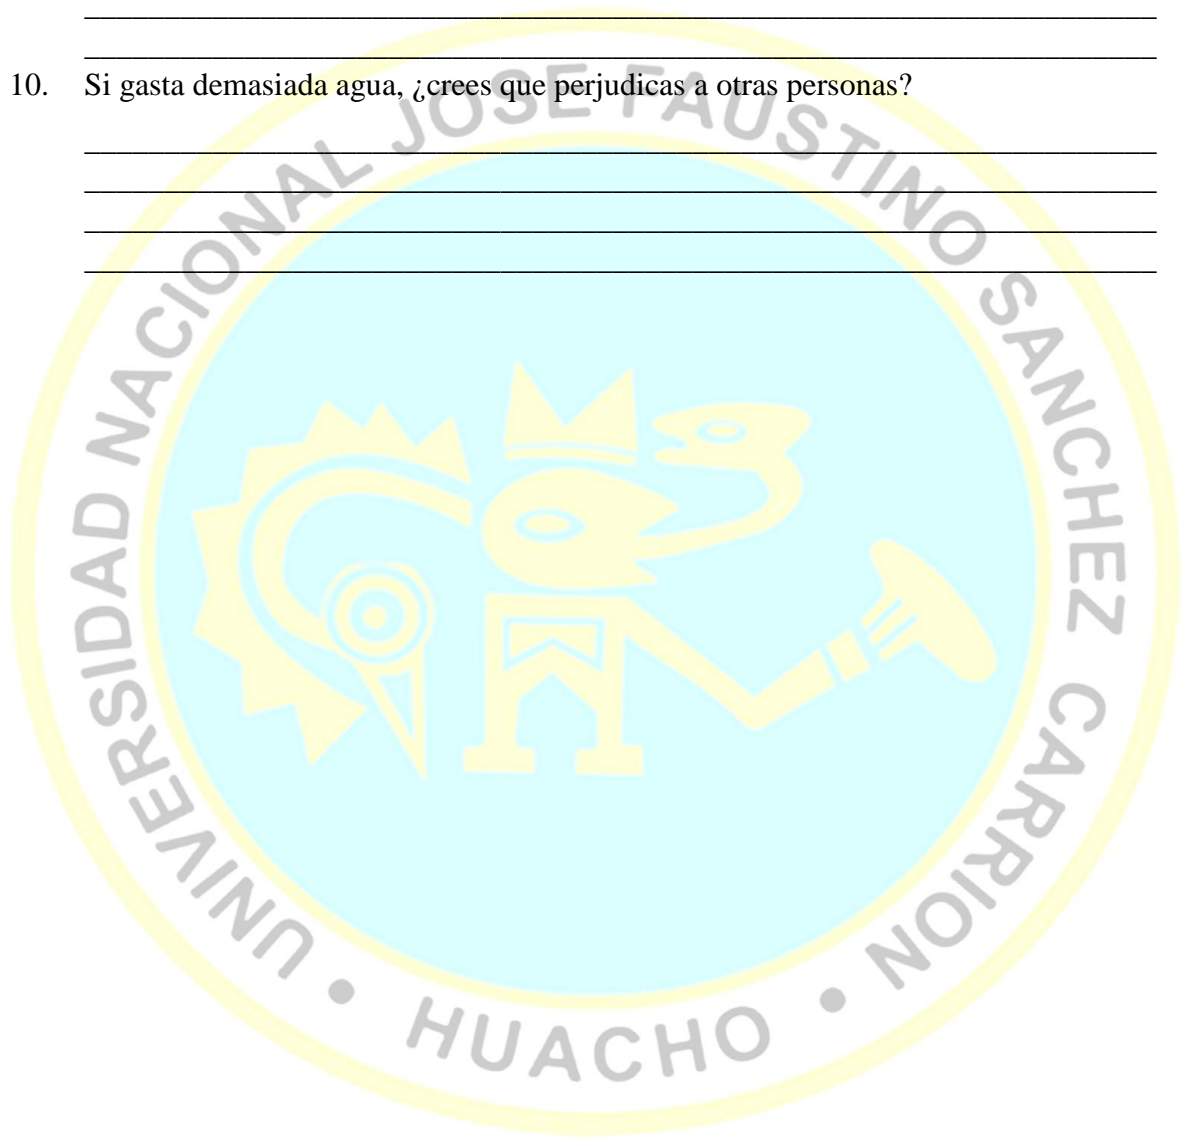 10. Si gasta demasiada agua, ¿crees que perjudicas a otras personas?
UNIVERSIDAD NACIONAL JOSE FAUSTINO SANCHEZ CARRION
• HUACHO •